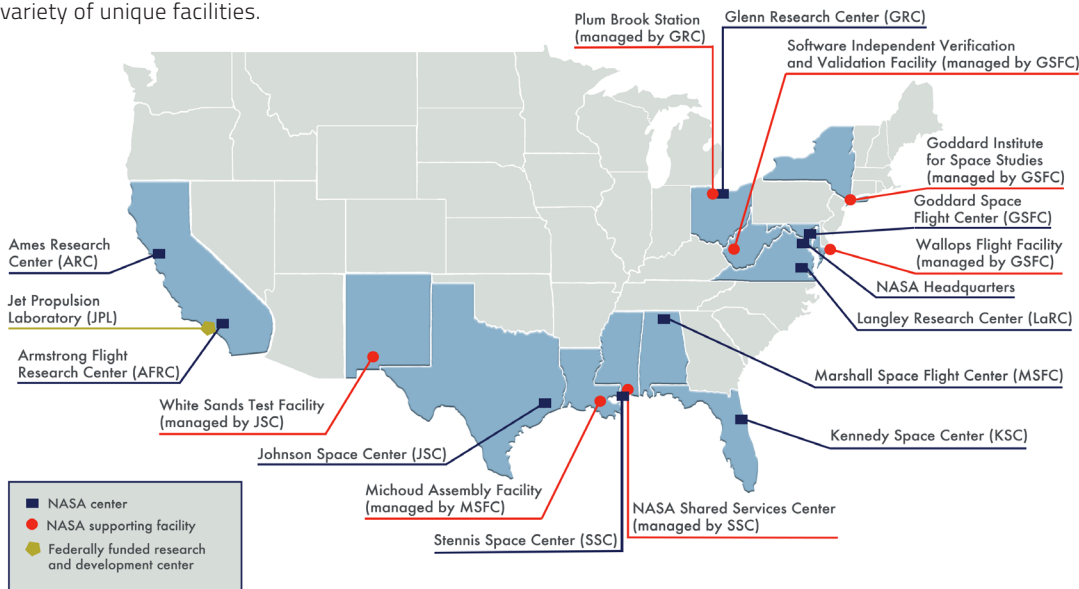 variety of unique facilities.
Plum Brook Station
(managed by GRC)
Glenn Research Center (GRC)
Software Independent Verification
and Validation Facility (managed by GSFC)
Goddard Institute
for Space Studies
(managed by GSFC)
Goddard Space
Flight Center (GSFC)
Wallops Flight Facility
(managed by GSFC)
NASA Headquarters
Langley Research Center (LaRC)
Marshall Space Flight Center (MSFC)
Kennedy Space Center (KSC)
Ames Research
Center (ARC)
Jet Propulsion
Laboratory (JPL)
Armstrong Flight
Research Center (AFRC)
White Sands Test Facility
(managed by JSC)
Johnson Space Center (JSC)
Michoud Assembly Facility
(managed by MSFC)
Stennis Space Center (SSC)
NASA Shared Services Center
(managed by SSC)
NASA center
NASA supporting facility
Federally funded research
and development center